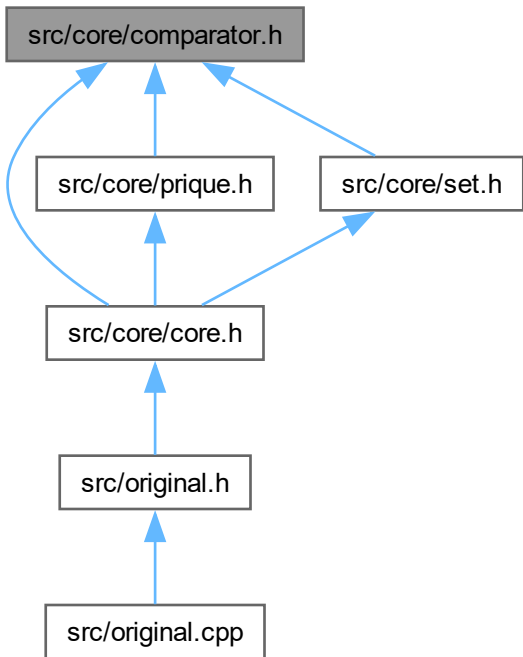 src/core/comparator.h
src/core/prique.h
src/core/set.h
src/core/core.h
src/original.h
src/original.cpp